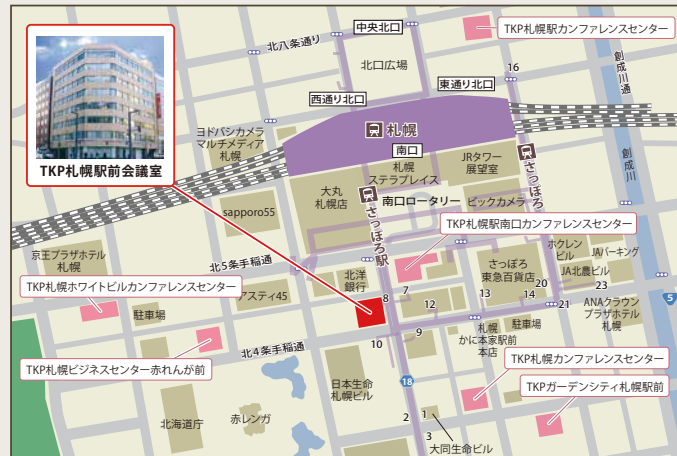 中央北口
TKP札幌駅カンファレンスセンター
北八条通り
北口広場
東通り北口
16
創成川通
西通り北口
札幌
ヨドバシカメラ
マルチメディア
札幌
南口
TKP札幌駅前会議室
札幌
ステラプレイス
JRタワー
展望室
さっぽろ
創成川
大丸
札幌店
さっぽろ駅
南口ロータリー
ビックカメラ
sapporo55
TKP札幌駅南口カンファレンスセンター
京王プラザホテル
札幌
北5条手稲通
北洋
銀行
さっぽろ
東急百貨店
ホクレン
ビル
JAパーキング
JA北農ビル
TKP札幌ホワイトビルカンファレンスセンター
アスティ45
8
7
12
13
14
20
21
23
5
駐車場
9
10
札幌
かに本家駅前
本店
駐車場
ANAクラウン
プラザホテル
札幌
北4条手稲通
TKP札幌ビジネスセンター赤れんが前
TKP札幌カンファレンスセンター
日本生命
札幌ビル
18
TKPガーデンシティ札幌駅前
北海道庁
赤レンガ
2
1
3
大同生命ビル